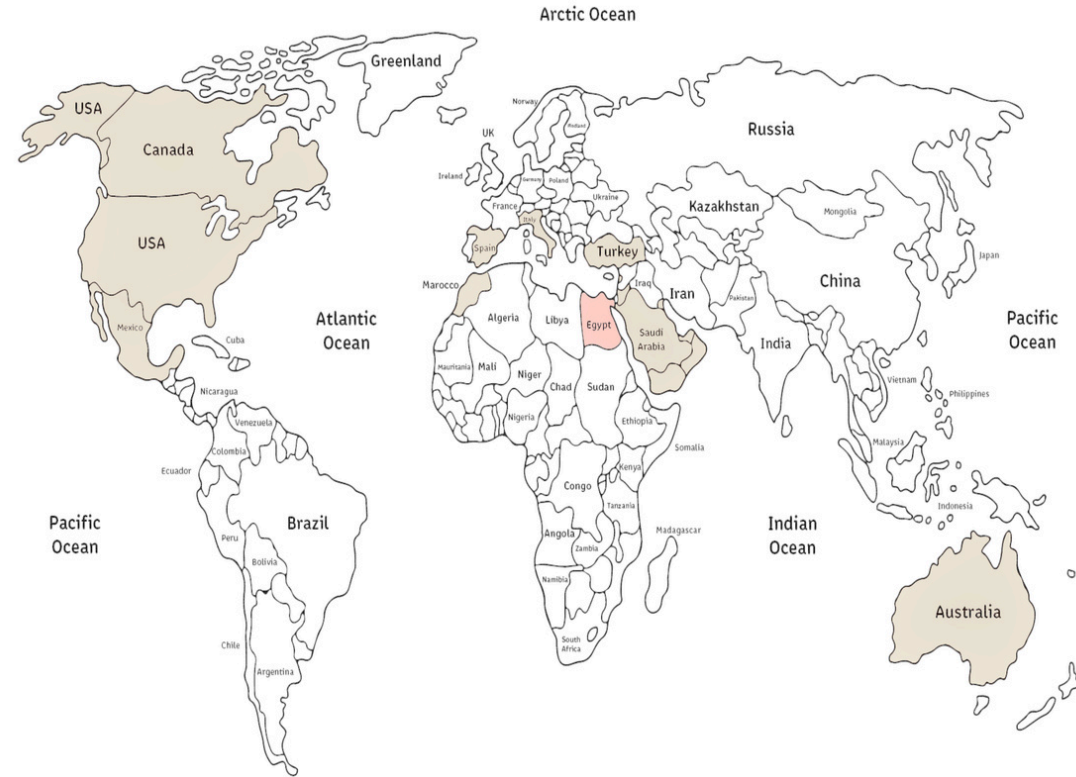 Arctic Ocean
Greenland
USA
Canada
USA
Mexico
Cuba
Nicaragua
Venezuela
Colombia
Ecuador
Peru
Brazil
Bolivia
Chile
Argentina
Atlantic
Ocean
Pacific
Ocean
Norway
Finland
UK
Ireland
Germany
Poland
France
Ukraine
Italy
Spain
Turkey
Russia
Kazakhstan
Mongolia
China
Japan
Iraq
Iran
Pakistan
India
Saudi
Arabia
Marocco
Algeria
Libya
Egypt
Mauritania
Mali
Niger
Chad
Sudan
Nigeria
Ethiopia
Somalia
Kenya
Congo
Tanzania
Angola
Zambia
Namibia
Madagascar
South
Africa
Vietnam
Philippines
Malaysia
Indonesia
Pacific
Ocean
Indian
Ocean
Australia